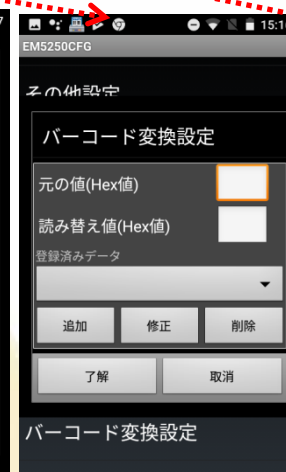 15:16
EM5250CFG
その他設定
バーコード変換設定
元の値(Hex値)
読み替え値(Hex値)
登録済みデータ
追加
修正
削除
了解
取消
バーコード変換設定